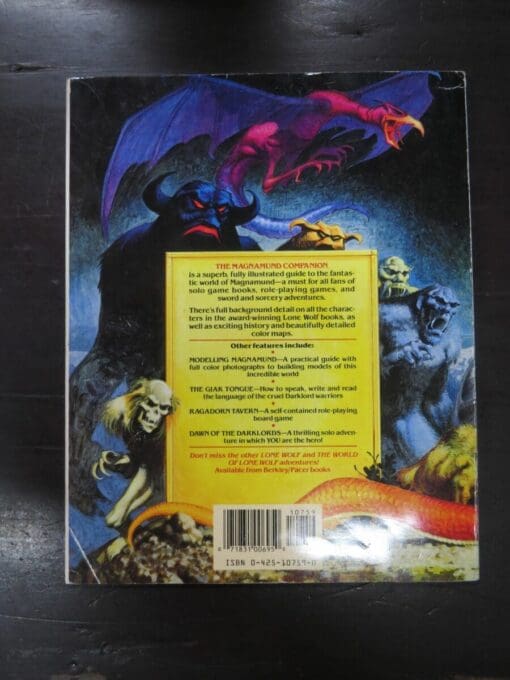 THE MAGNAMUND COMPANION
is a superb, fully illustrated guide to the fantas-
tic world of Magnamund—a must for all fans of
solo game books, role-playing games, and
sword and sorcery adventures.
There's full background detail on all the charac-
ters in the award-winning Lone Wolf books, as
well as exciting history and beautifully detailed
color maps.
Other features include:
MODELLING MAGNAMUND—A practical guide with
full color photographs to building models of this
incredible world
THE GIAK TONGUE—How to speak, write and read
the language of the cruel Darklord warriors
RAGADORN TAVERN—A self-contained role-playing
board game
DAWN OF THE DARKLORDS—A thrilling solo adven-
ture in which YOU are the hero!
Don't miss the other LONE WOLF and THE WORLD
OF LONE WOLF adventures!
Available from Berkley/Pacer books
10759
71831 00695
ISBN 0-425-10759-0